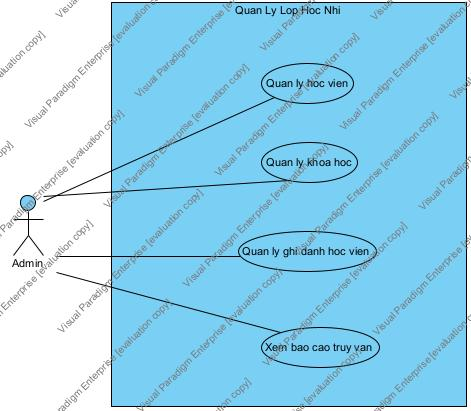 Quan Ly Lop Hoc Nhi
Quan ly hoc vien
Quan ly khoa hoc
Admin
Quan ly ghi danh hoc vien
Xem bao cao truy van
Visual Paradigm Enterprise [evaluation copy]